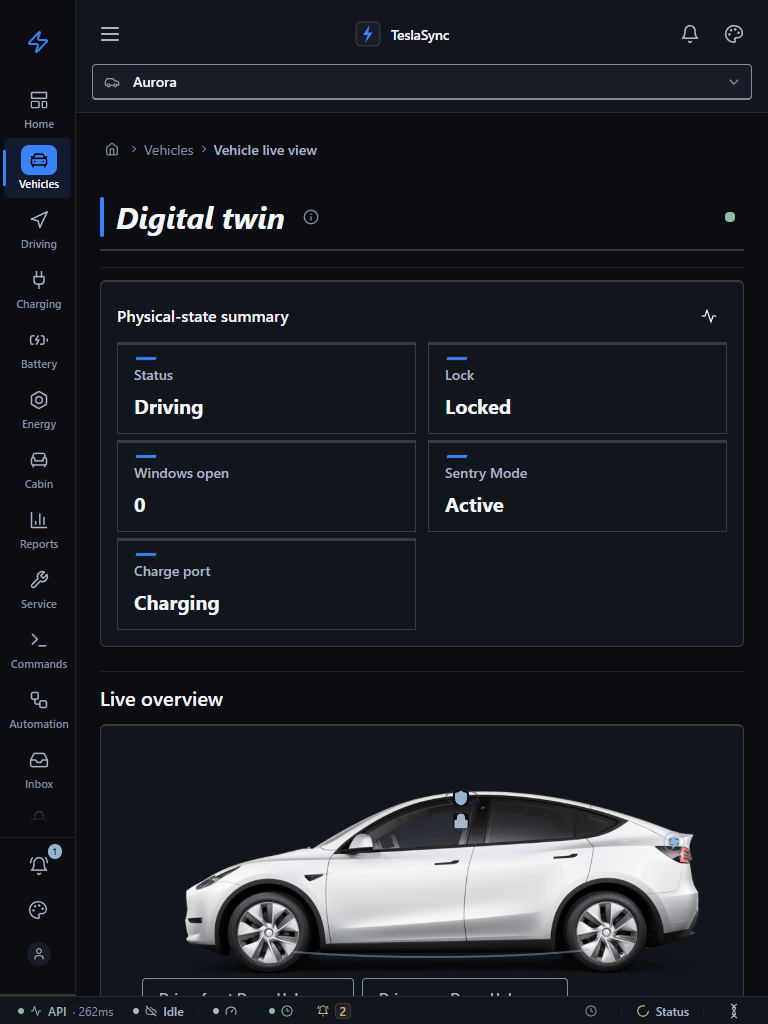 TeslaSync
Aurora
Home
Vehicles
Driving
Charging
Battery
Energy
Cabin
Reports
Service
Commands
Automation
Inbox
1
Vehicles
Vehicle live view
Digital twin
Physical-state summary
Status
Driving
Lock
Locked
Windows open
0
Sentry Mode
Active
Charge port
Charging
Live overview
API · 262ms
Idle
2
Status